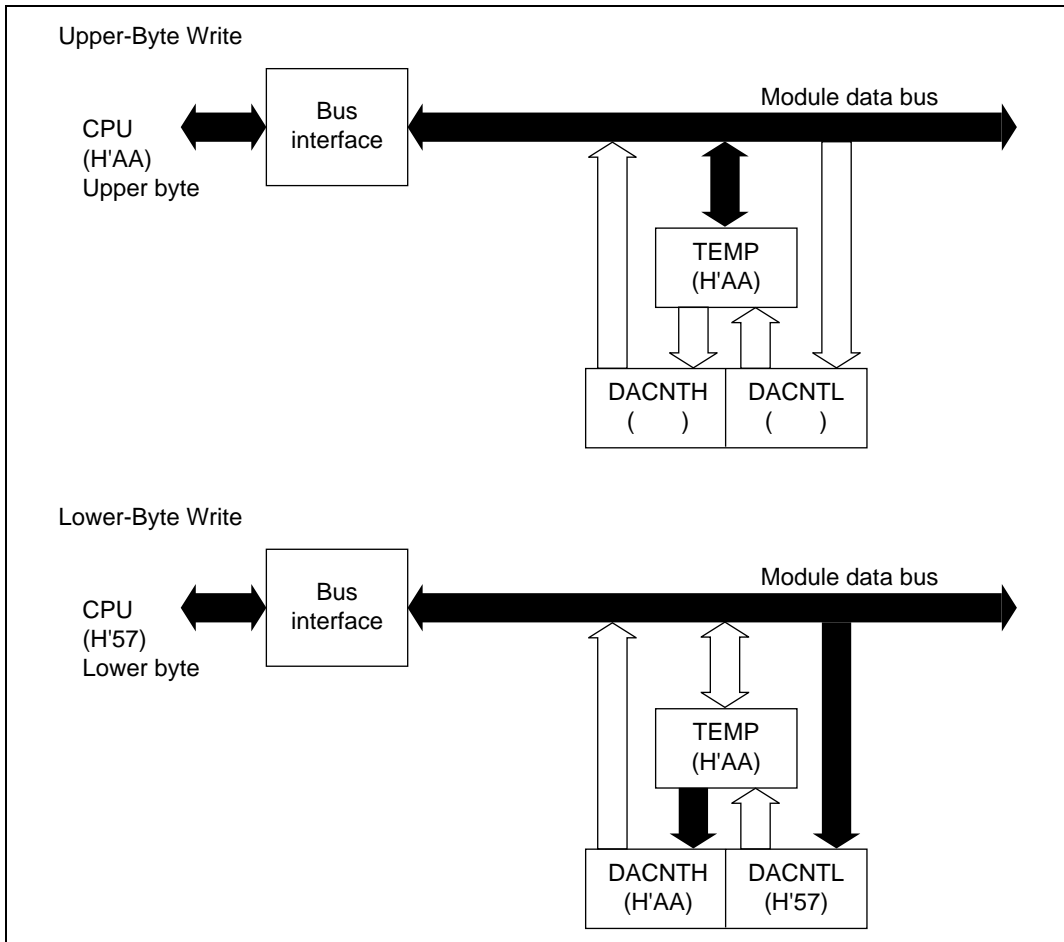 Upper-Byte Write
CPU
(H'AA)
Upper byte
Bus
interface
Module data bus
TEMP
(H'AA)
DACNTH
(      )
DACNTL
(      )
Lower-Byte Write
CPU
(H'57)
Lower byte
Bus
interface
Module data bus
TEMP
(H'AA)
DACNTH
(H'AA)
DACNTL
(H'57)